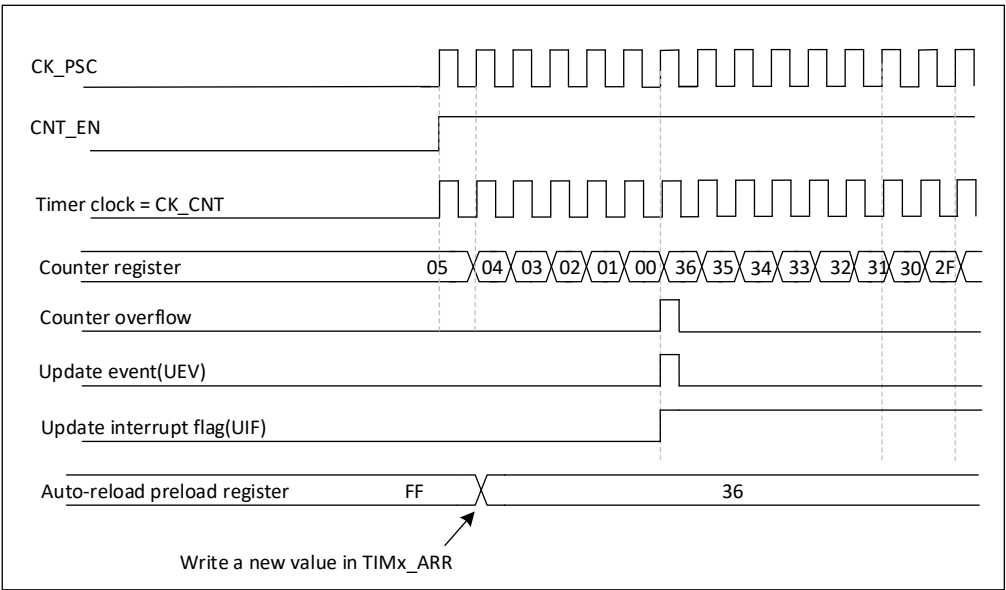 CK_PSC
CNT_EN
Timer clock = CK_CNT
Counter register 05 04 03 02 01 00 36 35 34 33 32 31 30 2F
Counter overflow
Update event(UEV)
Update interrupt flag(UIF)
Auto-reload preload register FF 36
Write a new value in TIMx_ARR